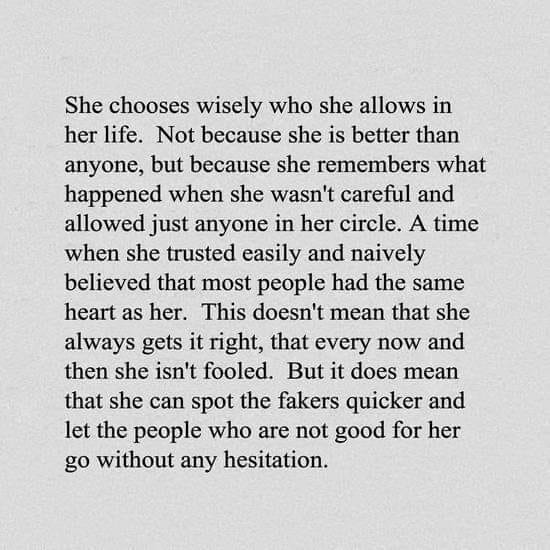 She chooses wisely who she allows in
her life.  Not because she is better than
anyone, but because she remembers what
happened when she wasn't careful and
allowed just anyone in her circle. A time
when she trusted easily and naively
believed that most people had the same
heart as her.  This doesn't mean that she
always gets it right, that every now and
then she isn't fooled.  But it does mean
that she can spot the fakers quicker and
let the people who are not good for her
go without any hesitation.